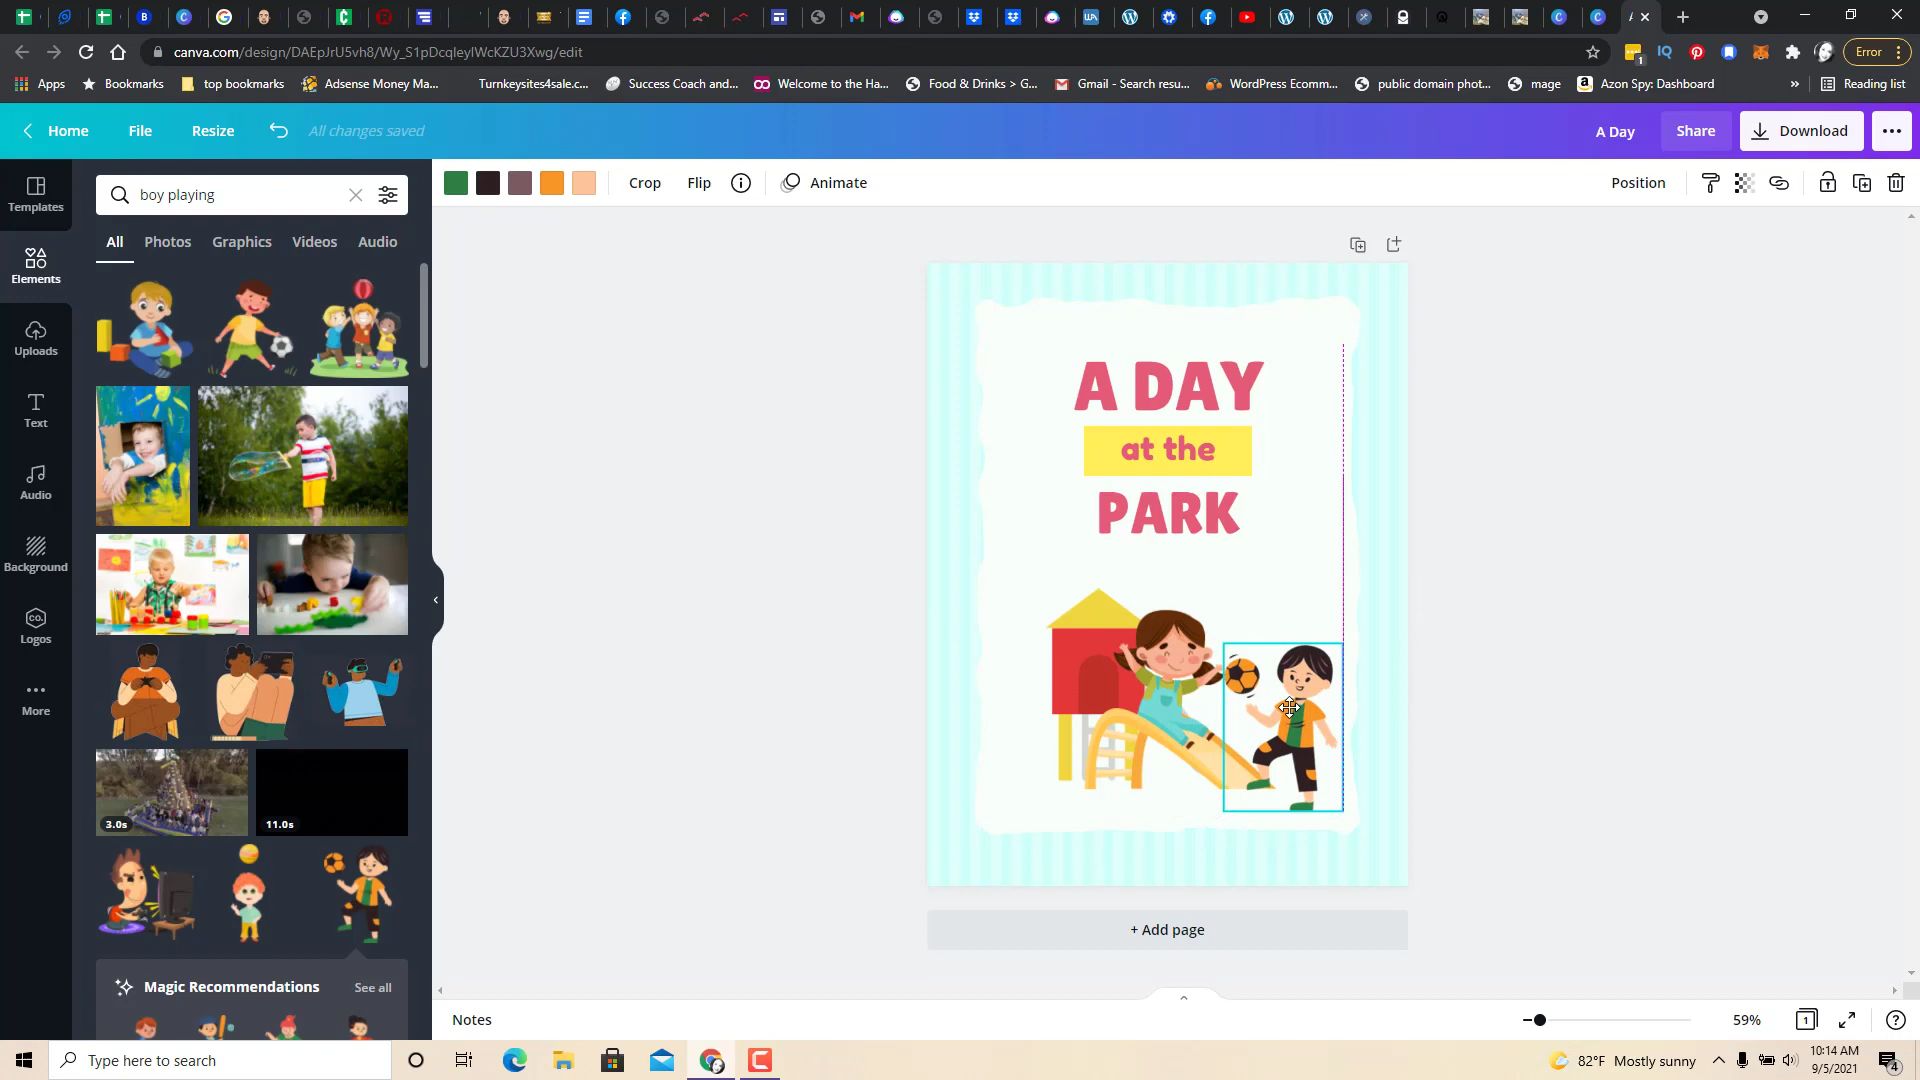 canva.com/design/DAEpJrU5vh8/Wy_S1pDcqleylWcKZU3Xwg/edit
Error
Apps
Bookmarks
top bookmarks
Adsense Money Ma...
Turnkeysites4sale.c...
Success Coach and...
Welcome to the Ha...
Food & Drinks > G...
Gmail - Search resu...
WordPress Ecomm...
public domain phot...
mage
Azon Spy: Dashboard
»
Reading list
Home
File
Resize
All changes saved
A Day
Share
Download
Templates
Elements
Uploads
Text
Audio
Background
CO.
Logos
More
boy playing
All
Photos
Graphics
Videos
Audio
3.0s
11.0s
Magic Recommendations
See all
Crop
Flip
Animate
Position
A DAY
at the
PARK
+ Add page
Notes
59%
1
Type here to search
82°F Mostly sunny
10:14 AM
9/5/2021
4